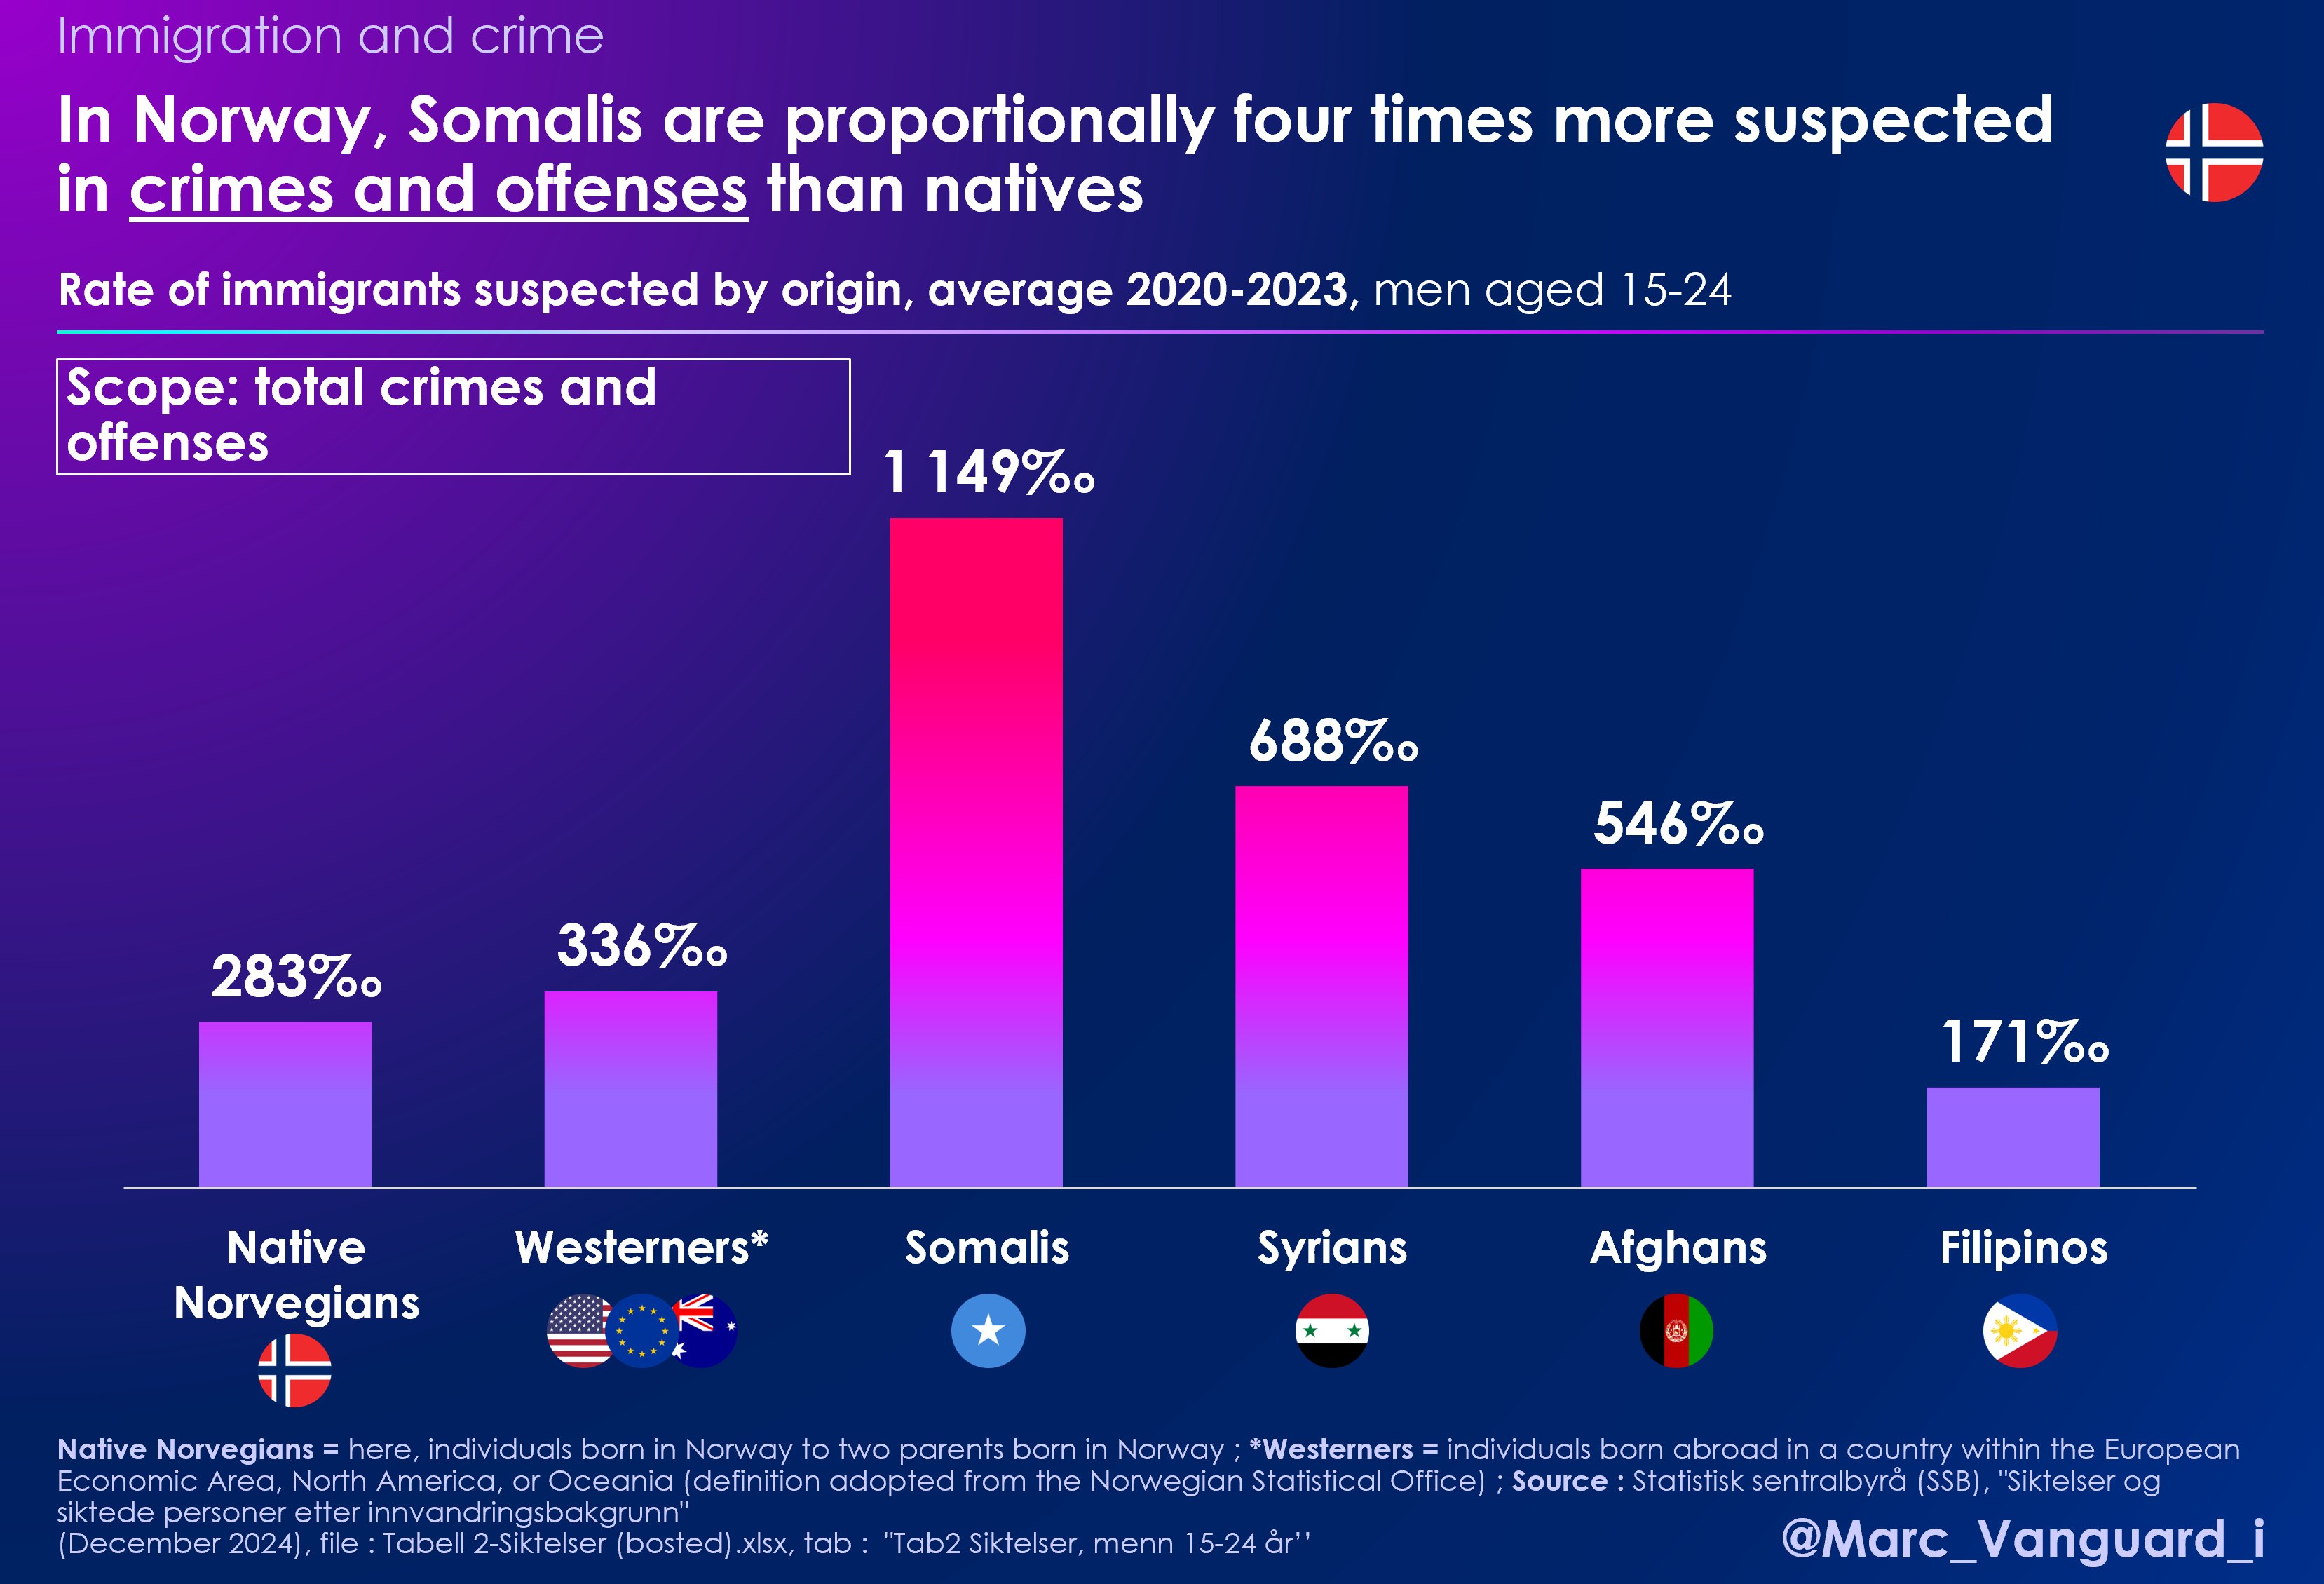 Immigration and crime
In Norway, Somalis are proportionally four times more suspected
in crimes and offenses than natives
Rate of immigrants suspected by origin, average 2020-2023, men aged 15-24
Scope: total crimes and
offenses
1 149‰
688‰
546‰
336‰
283‰
171‰
Native
Norvegians
Westerners*
Somalis
Syrians
Afghans
Filipinos
Native Norvegians = here, individuals born in Norway to two parents born in Norway ; *Westerners = individuals born abroad in a country within the European
Economic Area, North America, or Oceania (definition adopted from the Norwegian Statistical Office) ; Source : Statistisk sentralbyrå (SSB), "Siktelser og
siktede personer etter innvandringsbakgrunn"
(December 2024), file : Tabell 2-Siktelser (bosted).xlsx, tab :  "Tab2 Siktelser, menn 15-24 år’’
@Marc_Vanguard_i